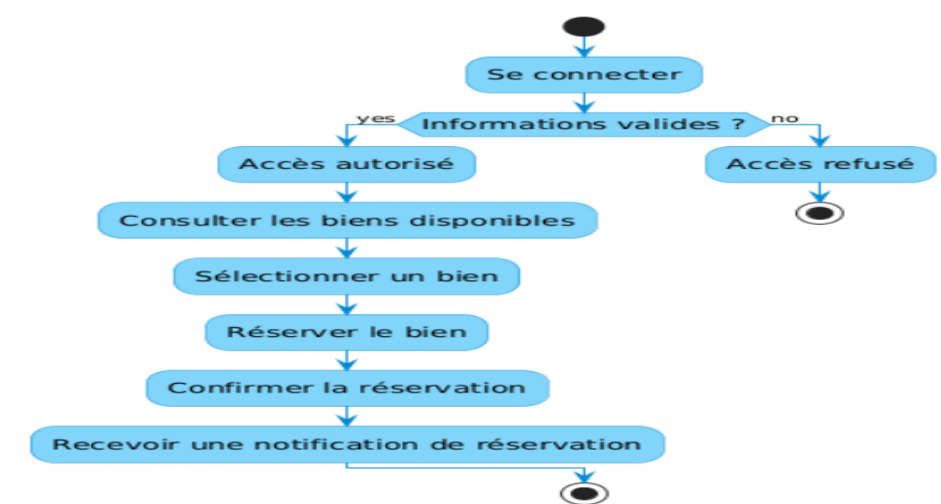 Se connecter
yes
Informations valides ?
no
Accès autorisé
Accès refusé
Consulter les biens disponibles
Sélectionner un bien
Réserver le bien
Confirmer la réservation
Recevoir une notification de réservation